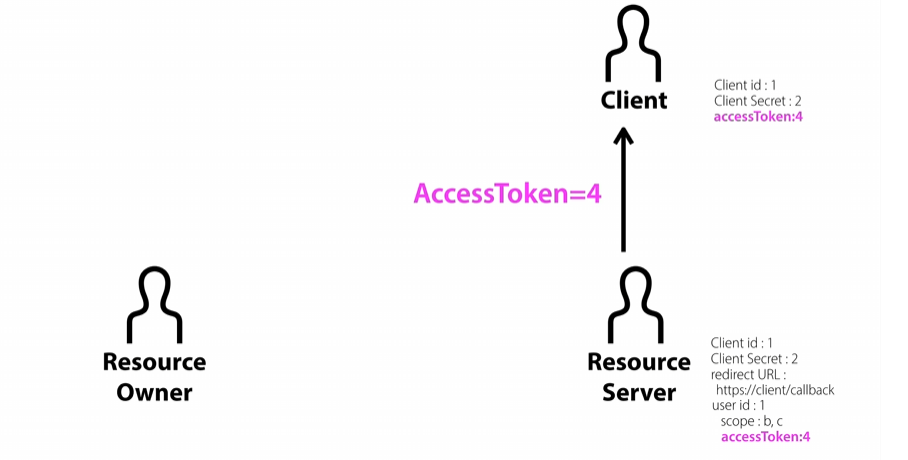 Client
Client id : 1
Client Secret : 2
accessToken:4
AccessToken=4
Resource
Owner
Resource
Server
Client id : 1
Client Secret : 2
redirect URL :
https://client/callback
user id : 1
scope : b, c
accessToken:4